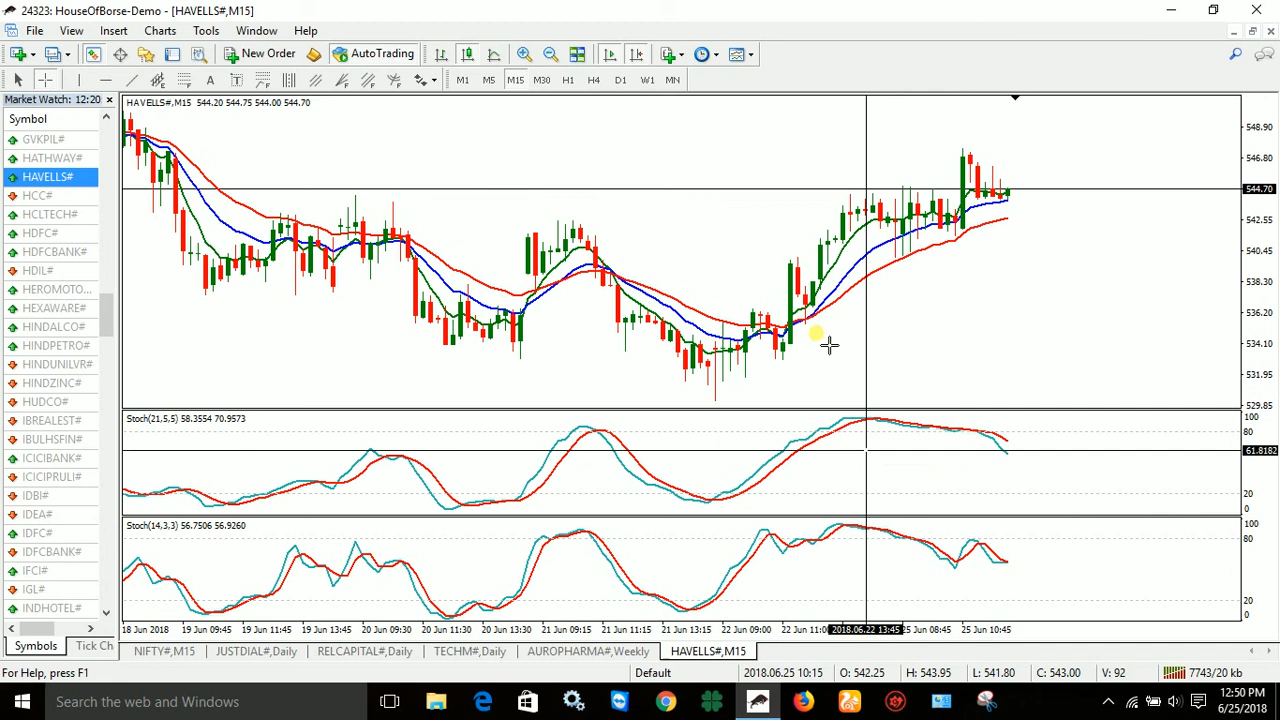 24323: HouseOfBorse-Demo - [HAVELLS#,M15]
File View Insert Charts Tools Window Help
New Order AutoTrading
A T M1 M5 M15 M30 H1 H4 D1 W1 MN
Market Watch: 12:20
Symbol
GVKPIL#
HATHWAY#
HAVELLS#
HCC#
HCLTECH#
HDFC#
HDFCBANK#
HDIL#
HEROMOTO...
HEXAWARE#
HINDALCO#
HINDPETRO#
HINDUNILVR#
HINDZINC#
HUDCO#
IBREALEST#
IBULHSFIN#
ICICIBANK#
ICICIPRULI#
IDBI#
IDEA#
IDFC#
IDFCBANK#
IFCI#
IGL#
INDHOTEL#
Symbols Tick Ch
HAVELLS#,M15 544.20 544.75 544.00 544.70
548.90
546.80
544.70
542.55
540.45
538.30
536.20
534.10
531.95
529.85
Stoch(21,5,5) 58.3554 70.9573
100
80
61.8182
20
0
Stoch(14,3,3) 56.7506 56.9260
100
80
20
0
18 Jun 2018 19 Jun 09:45 19 Jun 11:45 19 Jun 13:45 20 Jun 09:30 20 Jun 11:30 20 Jun 13:30 21 Jun 09:15 21 Jun 11:15 21 Jun 13:15 22 Jun 09:00 22 Jun 11:00 2018.06.22 13:45 25 Jun 08:45 25 Jun 10:45
NIFTY#,M15 JUSTDIAL#,Daily RELCAPITAL#,Daily TECHM#,Daily AUROPHARMA#,Weekly HAVELLS#,M15
For Help, press F1 Default 2018.06.25 10:15 O: 542.25 H: 543.95 L: 541.80 C: 543.00 V: 92 7743/20 kb
Search the web and Windows
12:50 PM
6/25/2018